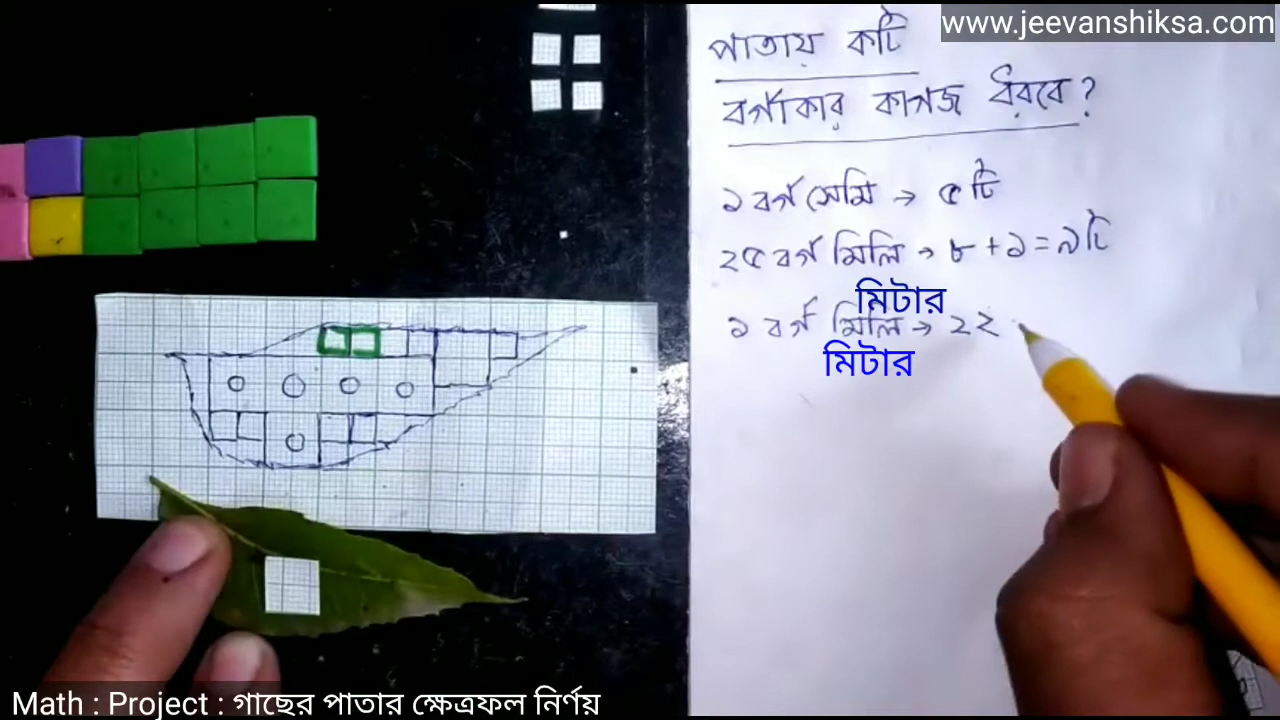 www.jeevanshiksa.com
পাতায় কটি
বর্গাকার কাগজ ধরবে?
১ বর্গ সেমি → ৫ টি
২৫ বর্গ মিলি → ৮ + ১ = ৯টি
মিটার
১ বর্গ মিলি → ২২
মিটার
Math : Project : গাছের পাতার ক্ষেত্রফল নির্ণয়